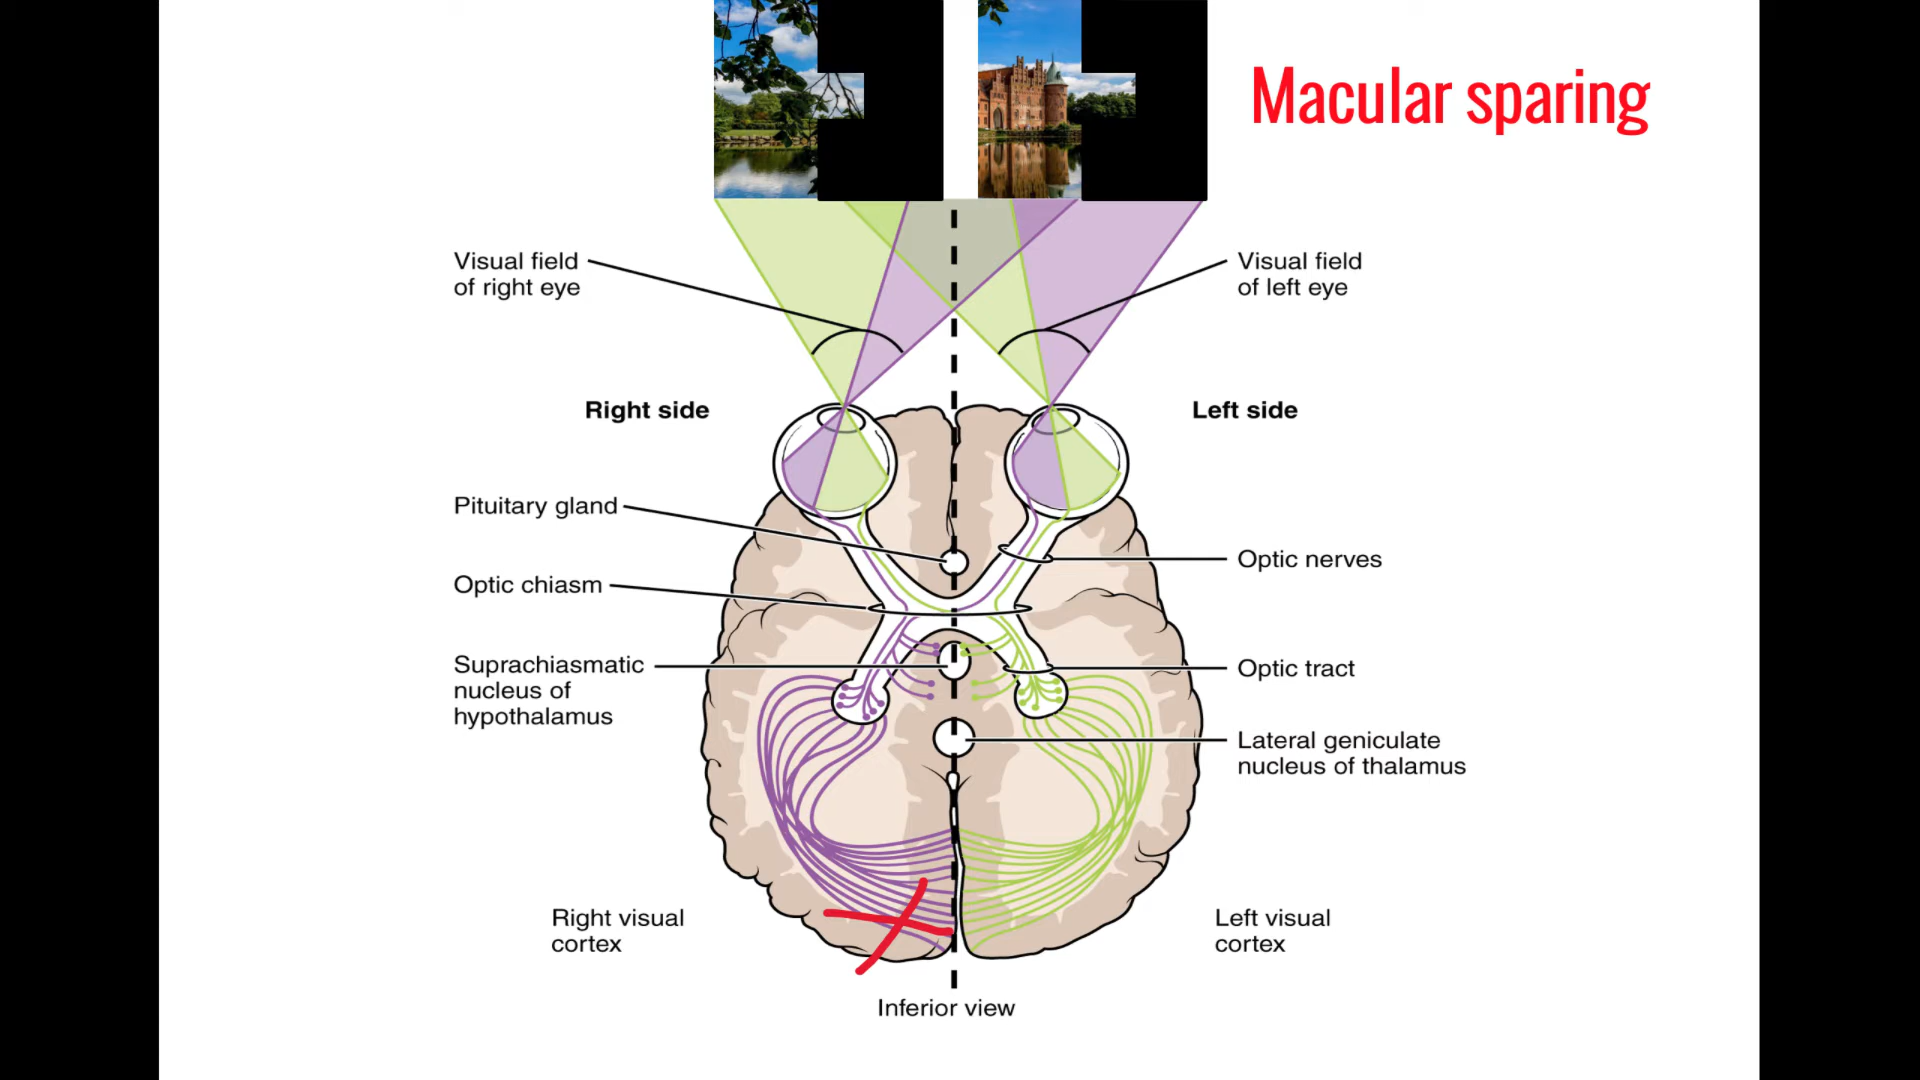 Macular sparing
Visual field
of right eye
Visual field
of left eye
Right side
Left side
Pituitary gland
Optic nerves
Optic chiasm
Suprachiasmatic
nucleus of
hypothalamus
Optic tract
Lateral geniculate
nucleus of thalamus
Right visual
cortex
Left visual
cortex
Inferior view